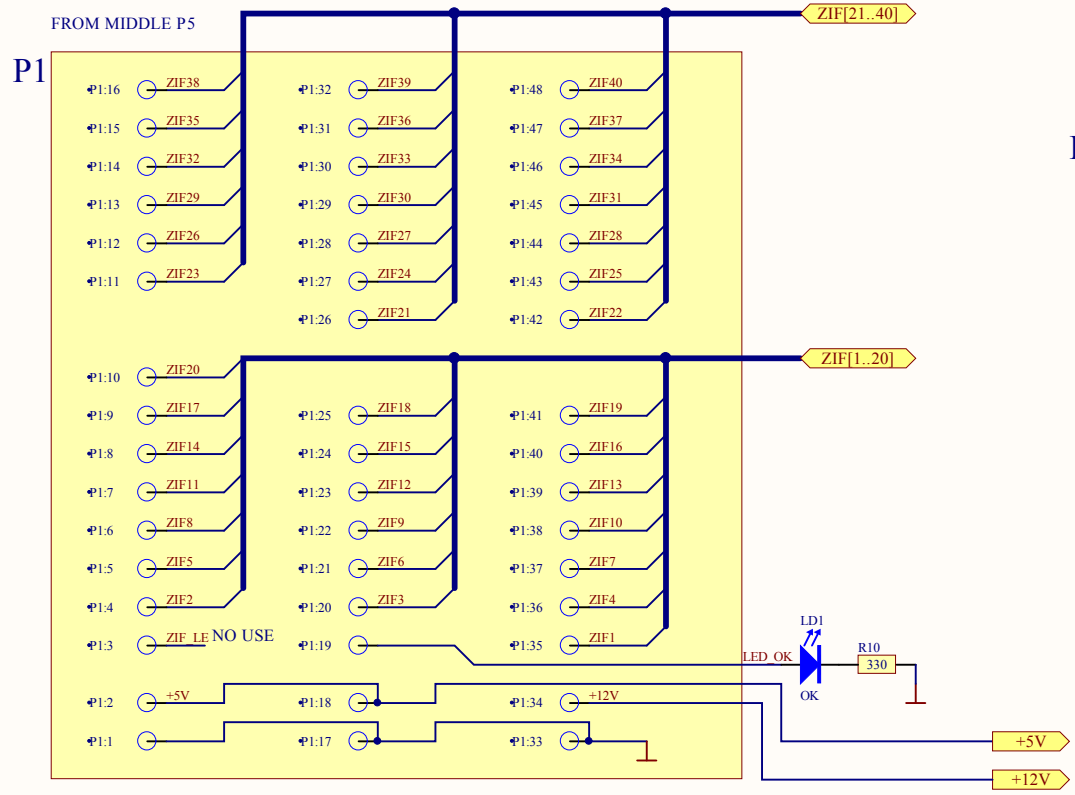 FROM MIDDLE P5
ZIF[21..40]
P1
P1:16 ZIF38 P1:32 ZIF39 P1:48 ZIF40
P1:15 ZIF35 P1:31 ZIF36 P1:47 ZIF37
P1:14 ZIF32 P1:30 ZIF33 P1:46 ZIF34
P1:13 ZIF29 P1:29 ZIF30 P1:45 ZIF31
P1:12 ZIF26 P1:28 ZIF27 P1:44 ZIF28
P1:11 ZIF23 P1:27 ZIF24 P1:43 ZIF25
P1:26 ZIF21 P1:42 ZIF22
ZIF[1..20]
P1:10 ZIF20
P1:9 ZIF17 P1:25 ZIF18 P1:41 ZIF19
P1:8 ZIF14 P1:24 ZIF15 P1:40 ZIF16
P1:7 ZIF11 P1:23 ZIF12 P1:39 ZIF13
P1:6 ZIF8 P1:22 ZIF9 P1:38 ZIF10
P1:5 ZIF5 P1:21 ZIF6 P1:37 ZIF7
P1:4 ZIF2 P1:20 ZIF3 P1:36 ZIF4
P1:3 ZIF_LE NO USE P1:19 P1:35 ZIF1
LD1
LED_OK
R10
330
OK
P1:2 +5V P1:18 P1:34 +12V
P1:1 P1:17 P1:33
+5V
+12V